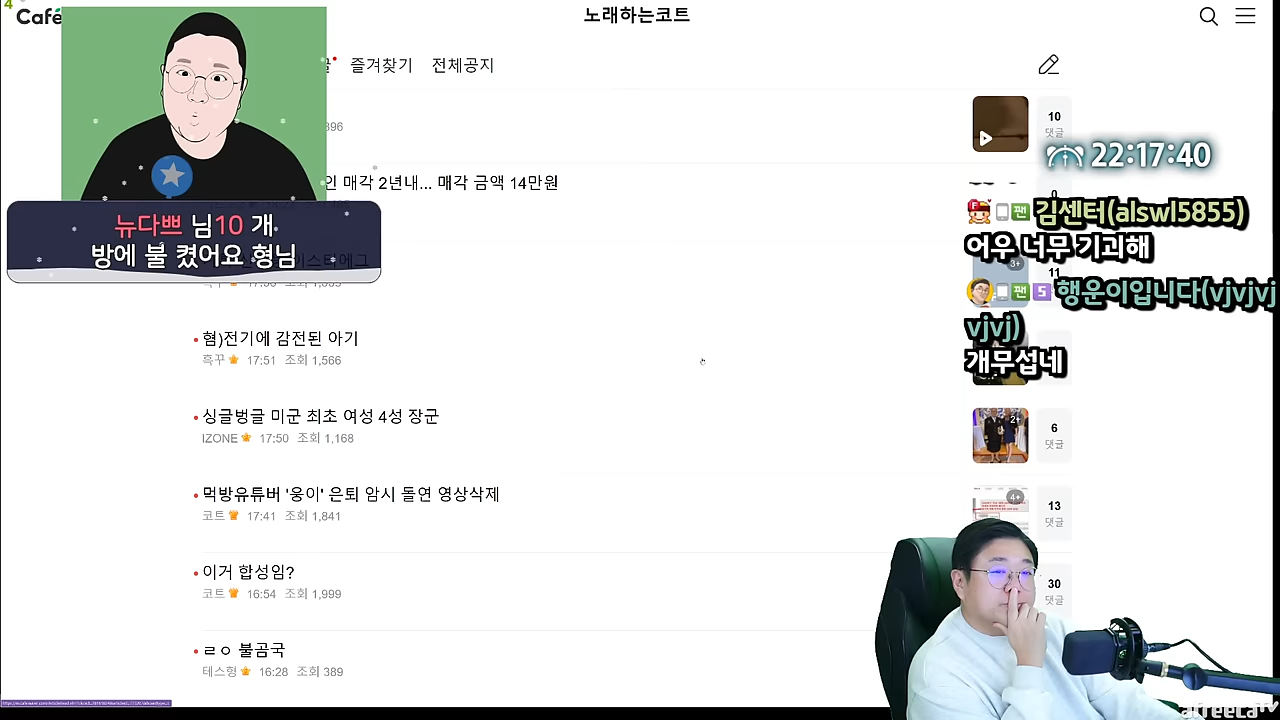 4
Café
노래하는코트
즐겨찾기 전체공지
396
10
댓글
22:17:40
인 매각 2년내... 매각 금액 14만원
0
김센터(alswl5855)
어우 너무 기괴해
뉴다쁘 님10 개
방에 불 켰어요 형님
3+
11
행운이입니다(vjvjvj
vjvj)
개무섭네
혐)전기에 감전된 아기
흑꾸 17:51 조회 1,566
싱글벙글 미군 최초 여성 4성 장군
IZONE 17:50 조회 1,168
2+
6
댓글
먹방유튜버 '웅이' 은퇴 암시 돌연 영상삭제
코트 17:41 조회 1,841
4+
13
댓글
이거 합성임?
코트 16:54 조회 1,999
30
댓글
ㄹㅇ 불곰국
테스형 16:28 조회 389
afreecaTV